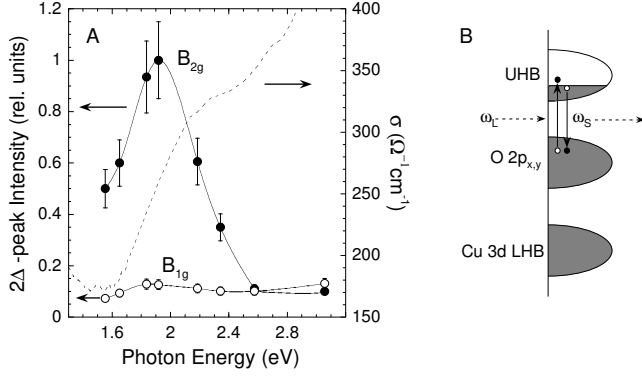 A
B
B2g
B1g
2Δ -peak Intensity (rel. units)
1.2
1
0.8
0.6
0.4
0.2
0
1.6
2
2.4
2.8
Photon Energy (eV)
400
350
300
250
200
150
σ (Ω⁻¹cm⁻¹)
UHB
ωL
ωS
O 2px,y
Cu 3d LHB